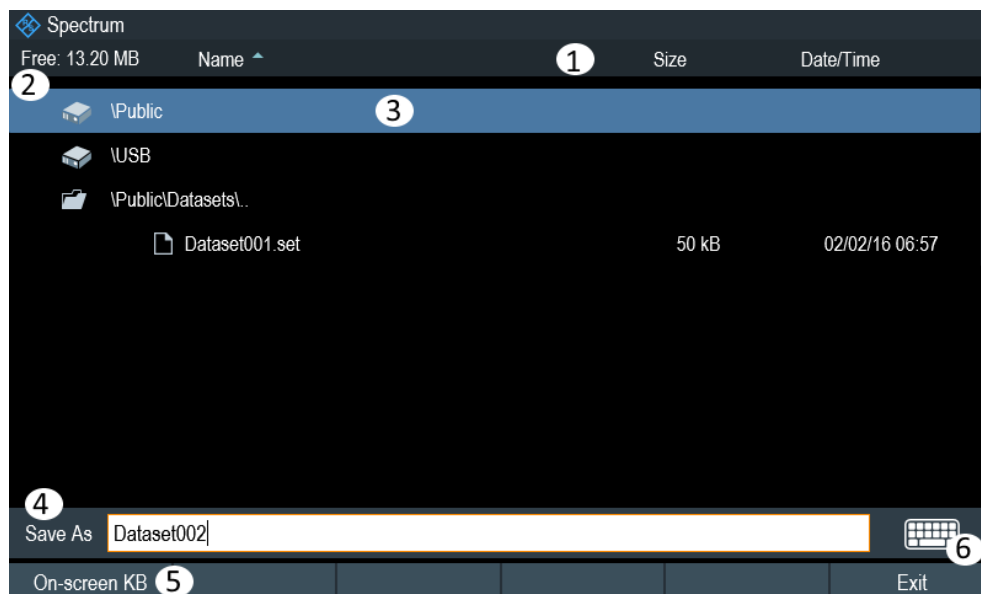 Spectrum
Free: 13.20 MB Name 1 Size Date/Time
2
\Public 3
\USB
\Public\Datasets\..
Dataset001.set 50 kB 02/02/16 06:57
4
Save As Dataset002
6
On-screen KB 5 Exit